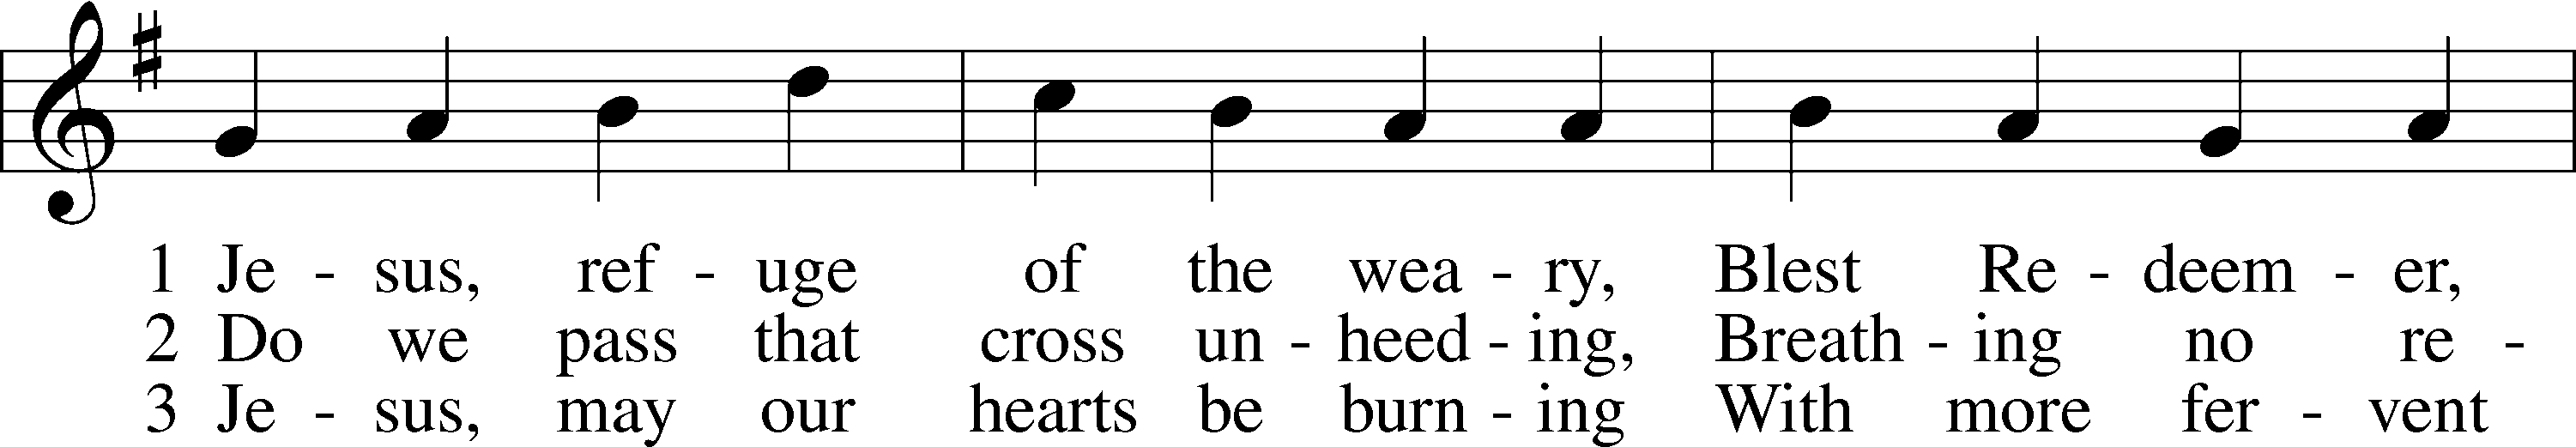 1 Je - sus, ref - uge of the wea - ry, Blest Re - deem - er,
2 Do we pass that cross un - heed - ing, Breath - ing no re -
3 Je - sus, may our hearts be burn - ing With more fer - vent